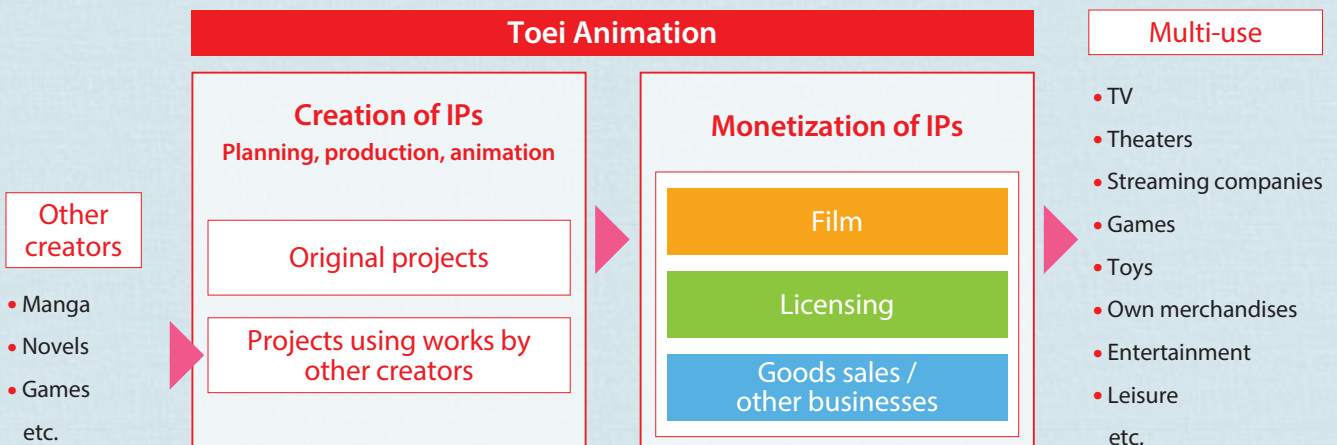 Toei Animation
Other
creators
• Manga
• Novels
• Games
etc.
Creation of IPs
Planning, production, animation
Original projects
Projects using works by
other creators
Monetization of IPs
Film
Licensing
Goods sales /
other businesses
Multi-use
• TV
• Theaters
• Streaming companies
• Games
• Toys
• Own merchandises
• Entertainment
• Leisure
etc.